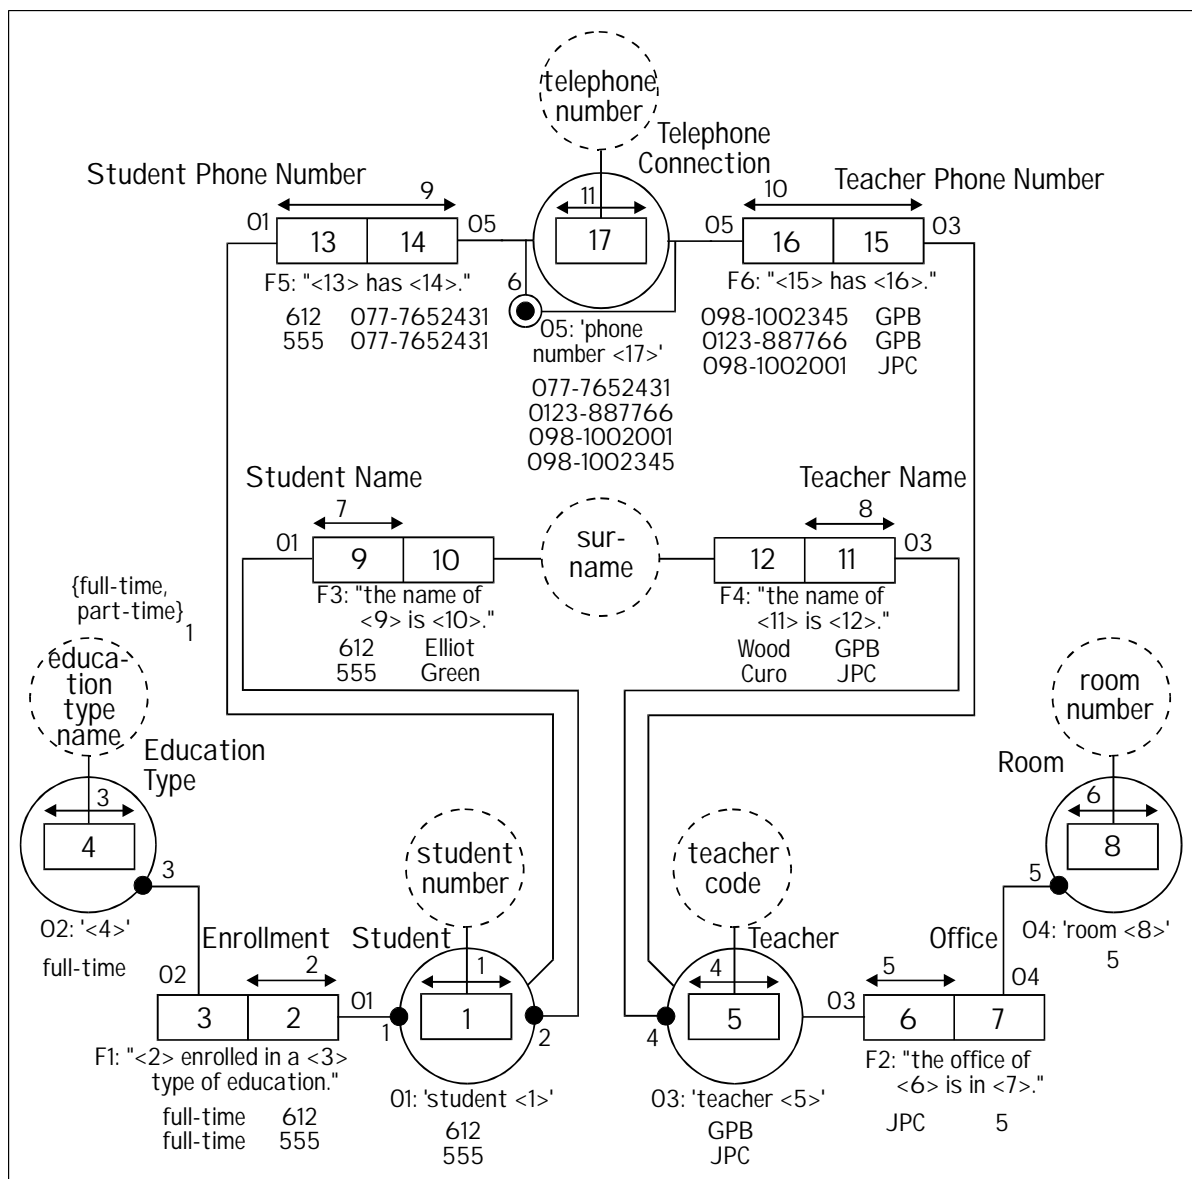 telephone
number
Telephone
Connection
Student Phone Number
Teacher Phone Number
9
11
10
O1
13
14
O5
17
O5
16
15
O3
F5: "<13> has <14>."
6
F6: "<15> has <16>."
612 077-7652431
555 077-7652431
O5: 'phone
number <17>'
098-1002345 GPB
0123-887766 GPB
098-1002001 JPC
077-7652431
0123-887766
098-1002001
098-1002345
Student Name
Teacher Name
7
8
O1
9
10
sur-
name
12
11
O3
F3: "the name of
<9> is <10>."
F4: "the name of
<11> is <12>."
612 Elliot
555 Green
Wood GPB
Curo JPC
{full-time,
part-time}
1
educa-
tion
type
name
room
number
Education
Type
Room
3
4
6
8
student
number
teacher
code
3
5
O2: '<4>'
O4: 'room <8>'
full-time
5
Enrollment
Student
Teacher
Office
O2
2
1
4
5
O4
3
2
O1
1
1
2
4
5
O3
6
7
F1: "<2> enrolled in a <3>
type of education."
O1: 'student <1>'
O3: 'teacher <5>'
F2: "the office of
<6> is in <7>."
full-time 612
full-time 555
612
555
GPB
JPC
JPC 5